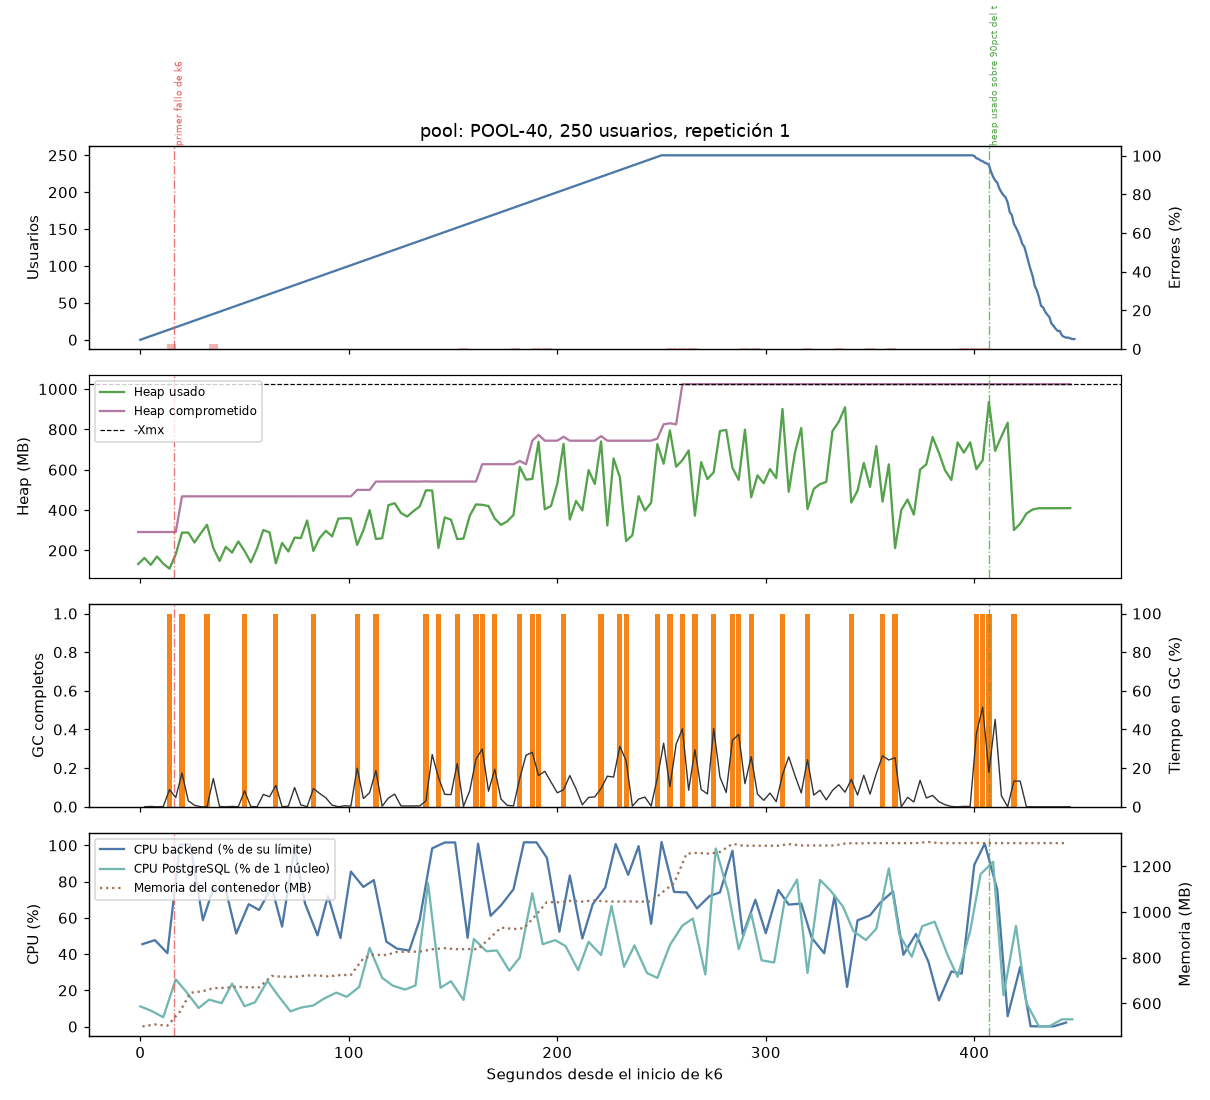 primer fallo de k6
heap usado sobre 90pct del t
pool: POOL-40, 250 usuarios, repetición 1
Usuarios
250
200
150
100
50
0
100
80
60
40
20
0
Errores (%)
Heap (MB)
1000
800
600
400
200
Heap usado
Heap comprometido
-Xmx
GC completos
1.0
0.8
0.6
0.4
0.2
0.0
100
80
60
40
20
0
Tiempo en GC (%)
CPU (%)
100
80
60
40
20
0
CPU backend (% de su límite)
CPU PostgreSQL (% de 1 núcleo)
Memoria del contenedor (MB)
1200
1000
800
600
Memoria (MB)
0 100 200 300 400
Segundos desde el inicio de k6